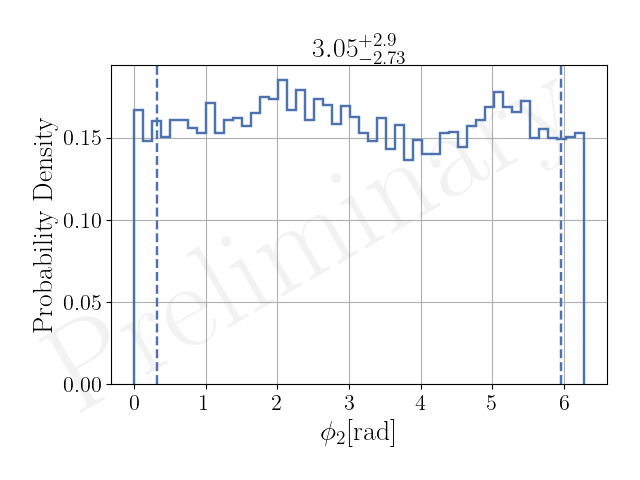 3.05^{+2.9}_{-2.73}
Probability Density
0.15
0.10
0.05
0.00
0 1 2 3 4 5 6
ϕ₂[rad]
Preliminary